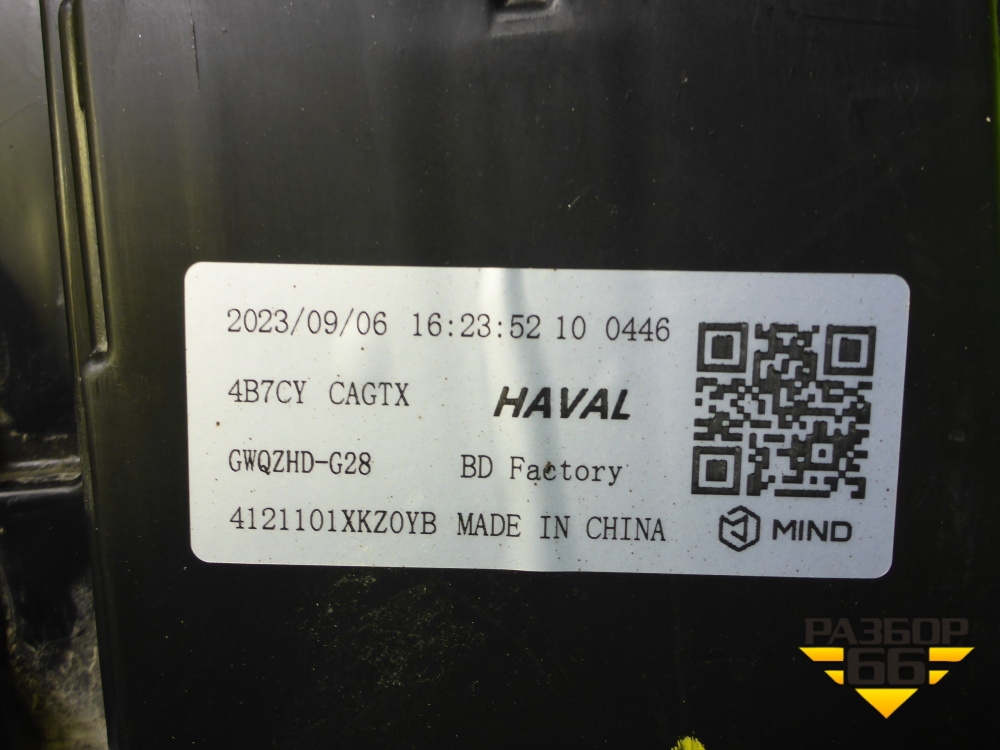 2023/09/06 16:23:52 10 0446
4B7CY CAGTX HAVAL
GWQZHD-G28 BD Factory
4121101XKZ0YB MADE IN CHINA
MIND
РАЗБОР
66